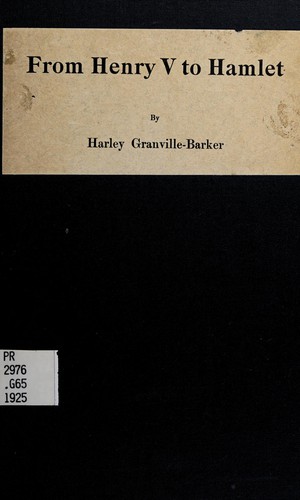 From Henry V to Hamlet
By
Harley Granville-Barker
PR
2976
.G65
1925